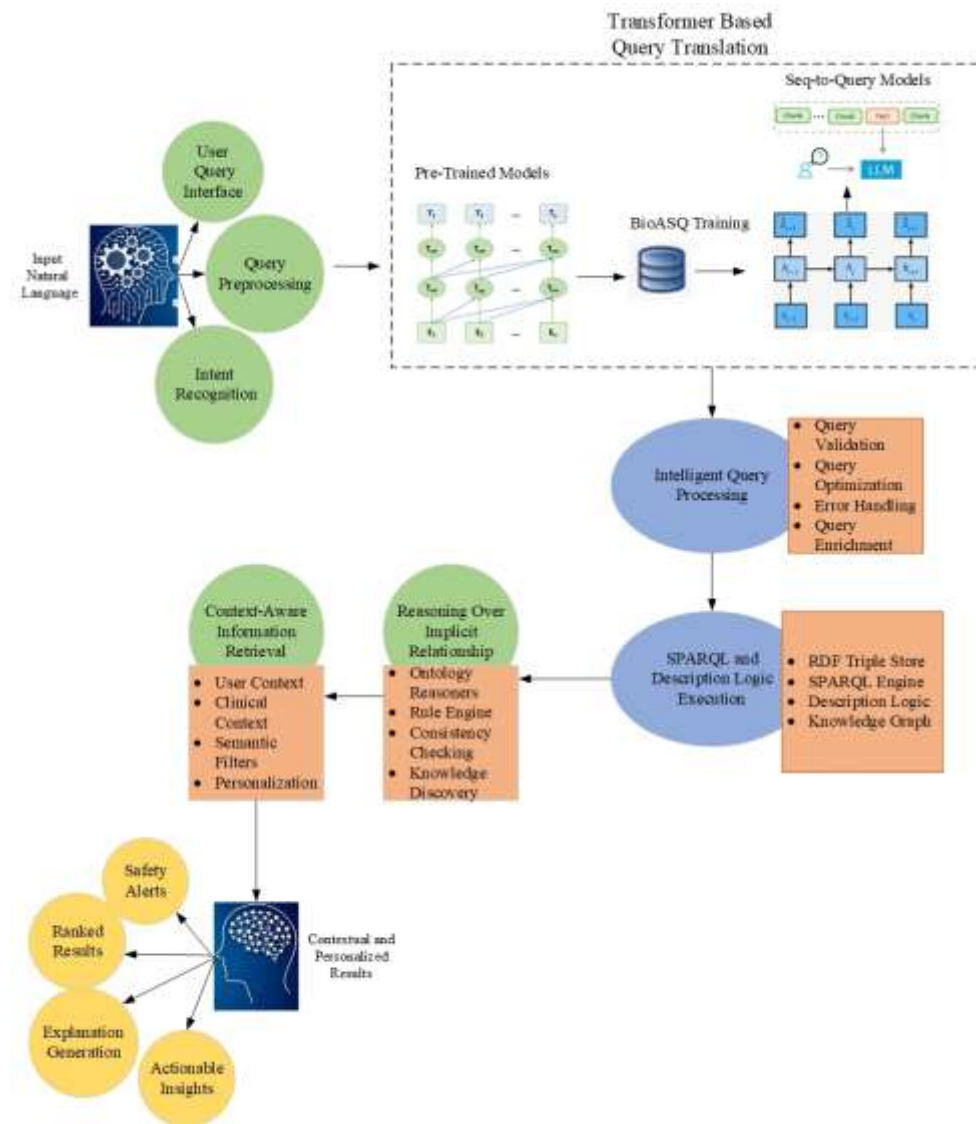 Transformer Based
Query Translation
Seq-to-Query Models
LLM
Pre-Trained Models
BioASQ Training
User
Query
Interface
Input
Natural
Language
Query
Preprocessing
Intent
Recognition
Intelligent Query
Processing
● Query
Validation
● Query
Optimization
● Error Handling
● Query
Enrichment
SPARQL and
Description Logic
Execution
● RDF Triple Store
● SPARQL Engine
● Description Logic
● Knowledge Graph
Reasoning Over
Implicit
Relationship
● Ontology
Reasoners
● Rule Engine
● Consistency
Checking
● Knowledge
Discovery
Context-Aware
Information
Retrieval
● User Context
● Clinical
Context
● Semantic
Filters
● Personalization
Contextual and
Personalized
Results
Safety
Alerts
Ranked
Results
Explanation
Generation
Actionable
Insights